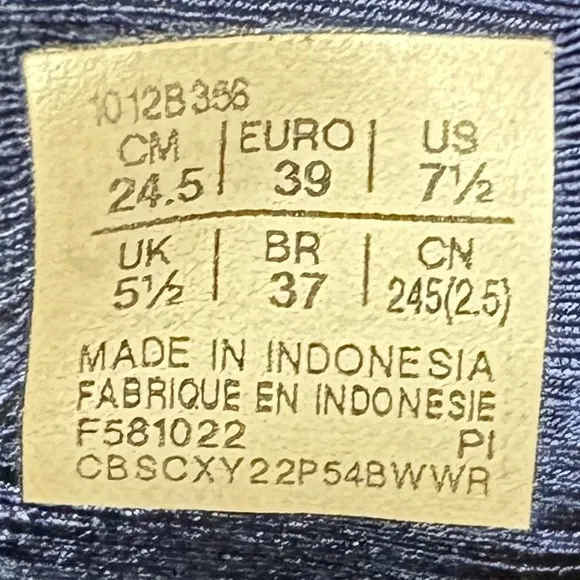 1012B356
CM | EURO | US
24.5 | 39 | 7½
UK | BR | CN
5½ | 37 | 245(2.5)
MADE IN INDONESIA
FABRIQUE EN INDONESIE
F581022 PI
CBSCXY22P54BWWR